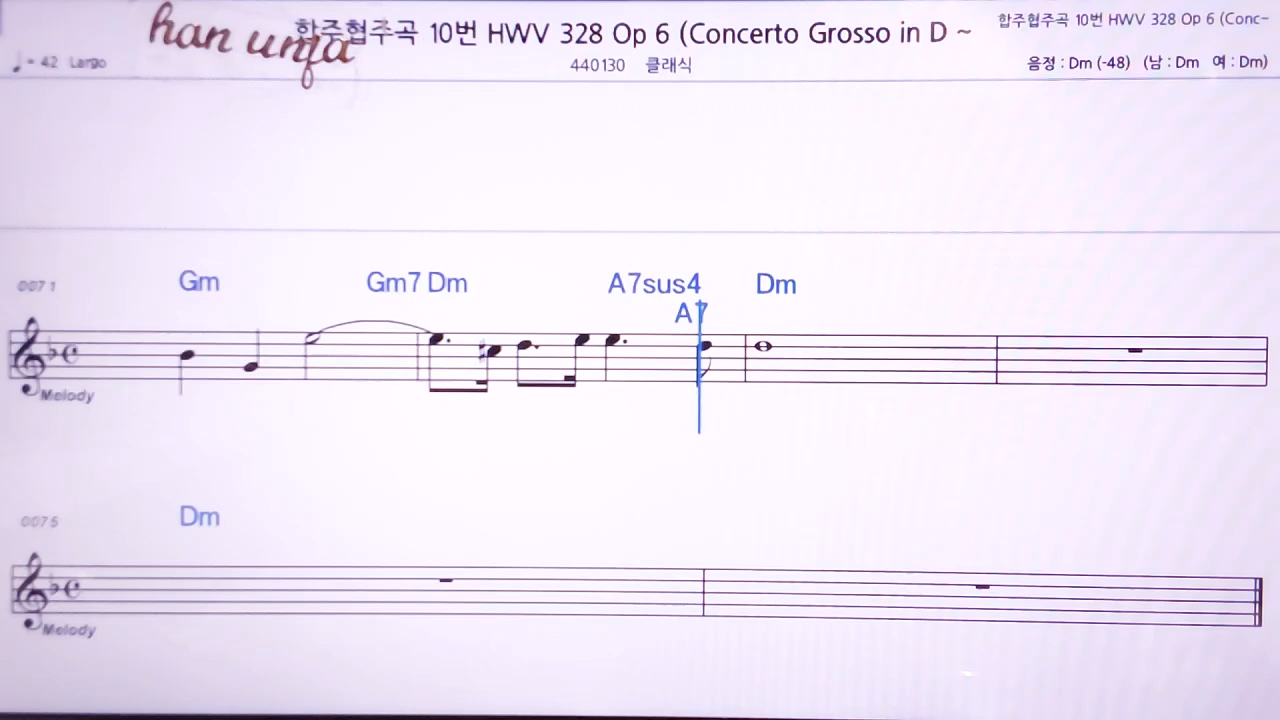 han unfa
합주협주곡 10번 HWV 328 Op 6 (Concerto Grosso in D ~
합주협주곡 10번 HWV 328 Op 6 (Conc-
♩ = 42 Largo
440130 클래식
음정 : Dm (-48) (남 : Dm 여 : Dm)
0071 Gm Gm7 Dm A7sus4 Dm
A7
Melody
0075 Dm
Melody